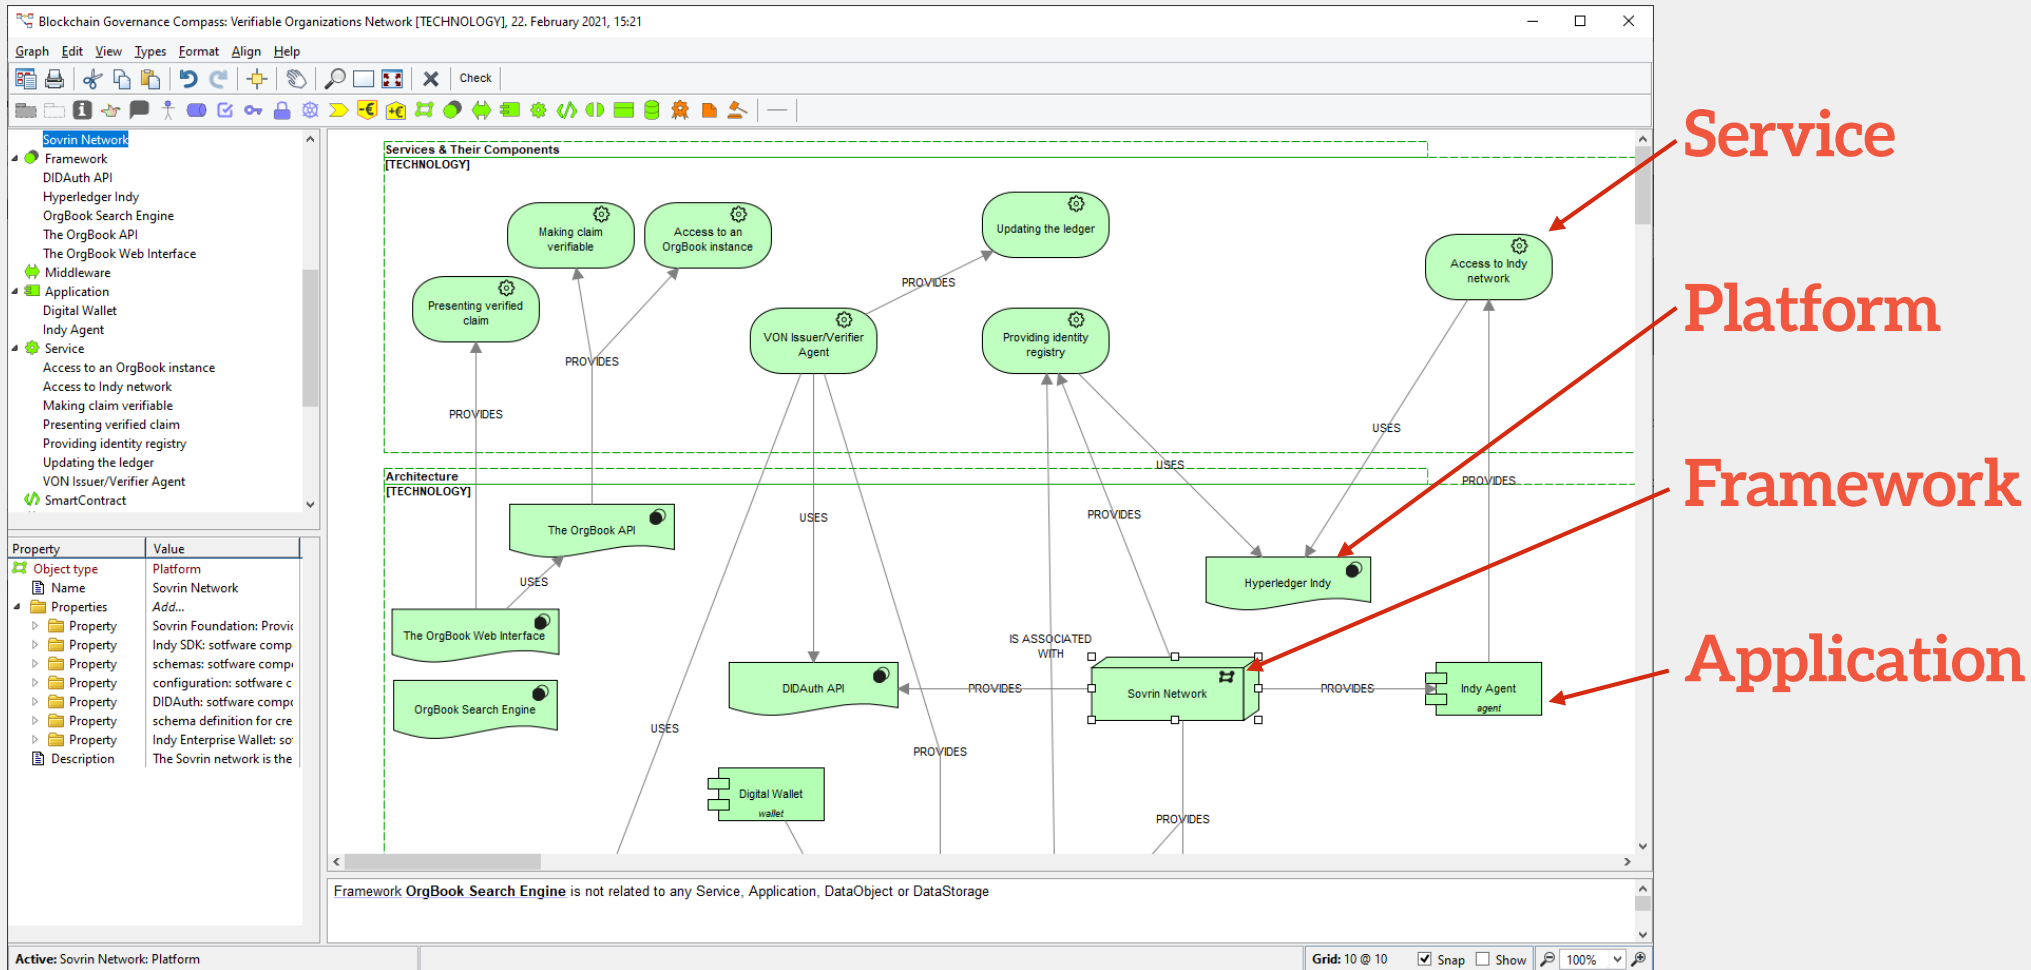 Blockchain Governance Compass: Verifiable Organizations Network [TECHNOLOGY], 22. February 2021, 15:21
Graph Edit View Types Format Align Help
Check
Sovrin Network
Framework
DIDAuth API
Hyperledger Indy
OrgBook Search Engine
The OrgBook API
The OrgBook Web Interface
Middleware
Application
Digital Wallet
Indy Agent
Service
Access to an OrgBook instance
Access to Indy network
Making claim verifiable
Presenting verified claim
Providing identity registry
Updating the ledger
VON Issuer/Verifier Agent
SmartContract
Property Value
Object type Platform
Name Sovrin Network
Properties Add...
Property Sovrin Foundation: Provic
Property Indy SDK: sotfware comp
Property schemas: sotfware comp
Property configuration: sotfware c
Property DIDAuth: sotfware comp
Property schema definition for cre
Property Indy Enterprise Wallet: so
Description The Sovrin network is the
Services & Their Components
[TECHNOLOGY]
Making claim
verifiable
Access to an
OrgBook instance
Updating the ledger
Access to Indy
network
Presenting verified
claim
VON Issuer/Verifier
Agent
Providing identity
registry
PROVIDES
PROVIDES
PROVIDES
USES
USES
PROVIDES
Architecture
[TECHNOLOGY]
The OrgBook API
USES
PROVIDES
USES
Hyperledger Indy
The OrgBook Web Interface
IS ASSOCIATED
WITH
DIDAuth API
PROVIDES
Sovrin Network
PROVIDES
Indy Agent
agent
OrgBook Search Engine
USES
PROVIDES
Digital Wallet
wallet
PROVIDES
Framework OrgBook Search Engine is not related to any Service, Application, DataObject or DataStorage
Active: Sovrin Network: Platform
Grid: 10 @ 10 Snap Show 100%
Service
Platform
Framework
Application